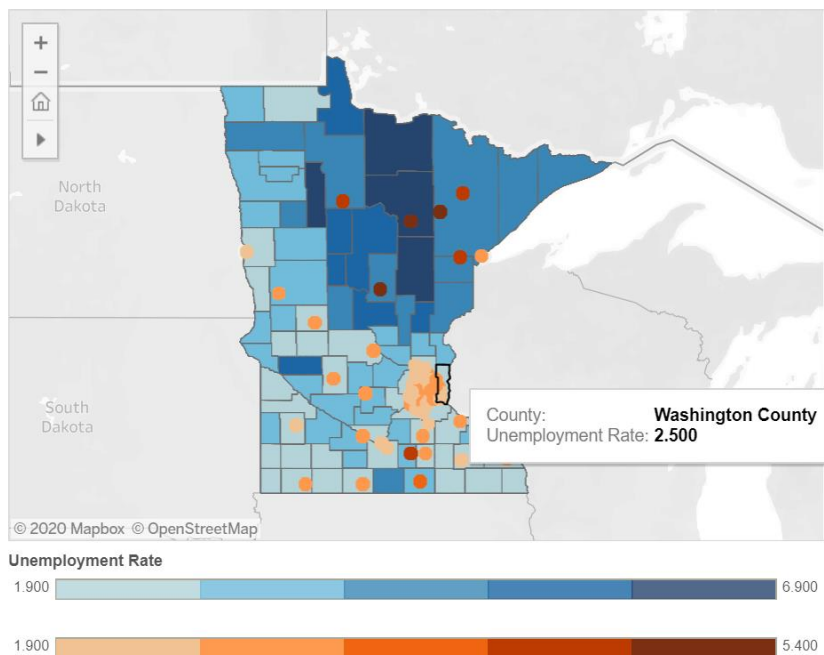 +
−
North
Dakota
South
Dakota
County: Washington County
Unemployment Rate: 2.500
© 2020 Mapbox © OpenStreetMap
Unemployment Rate
1.900 6.900
1.900 5.400